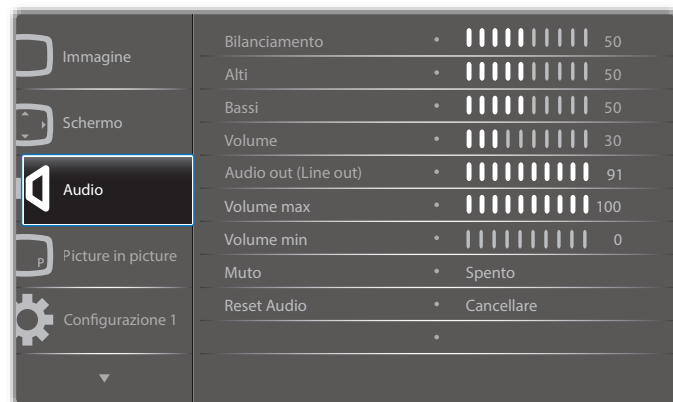 Immagine
Schermo
Audio
P
Picture in picture
Configurazione 1
Bilanciamento • 50
Alti • 50
Bassi • 50
Volume • 30
Audio out (Line out) • 91
Volume max • 100
Volume min • 0
Muto • Spento
Reset Audio • Cancellare
•